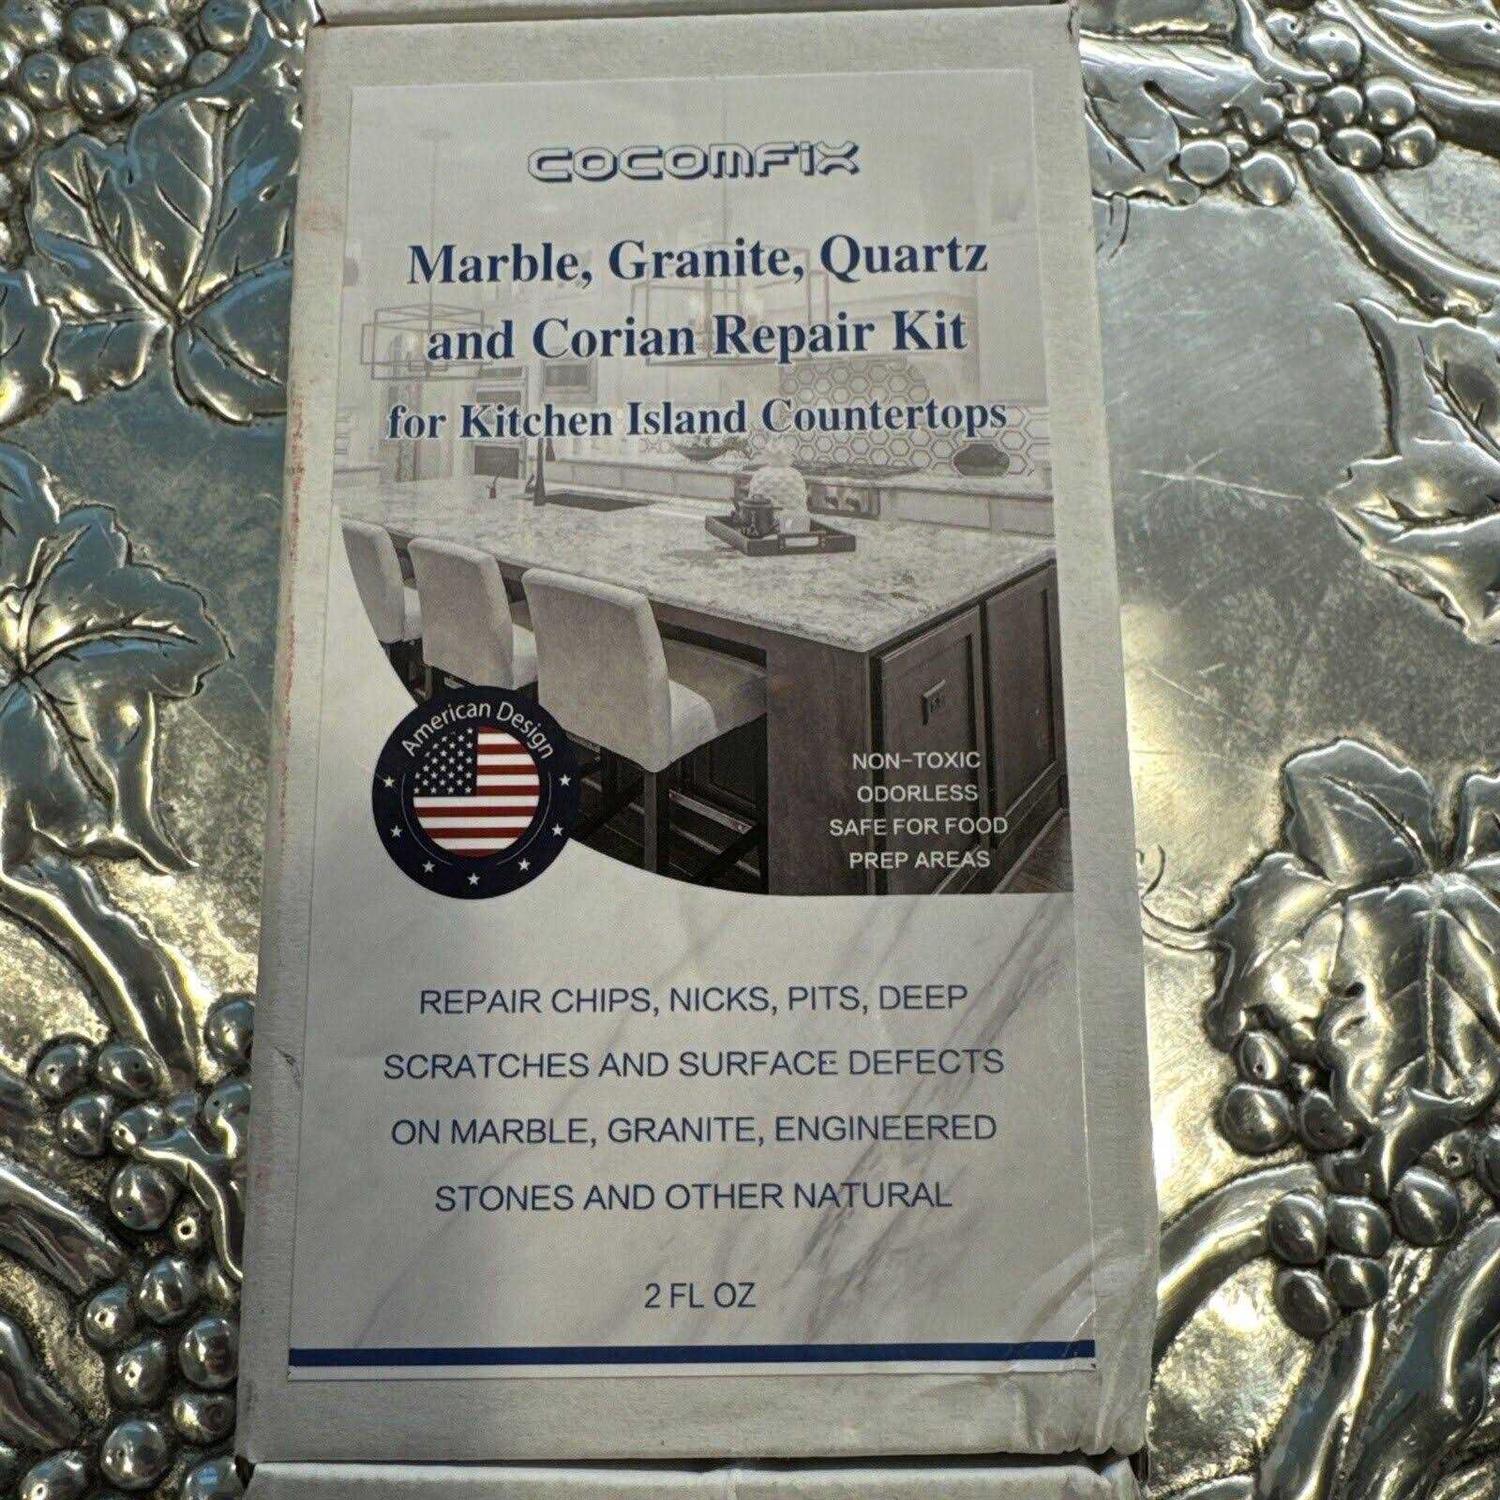 COCOMFIX
Marble, Granite, Quartz
and Corian Repair Kit
for Kitchen Island Countertops
American Design
NON-TOXIC
ODORLESS
SAFE FOR FOOD
PREP AREAS
REPAIR CHIPS, NICKS, PITS, DEEP
SCRATCHES AND SURFACE DEFECTS
ON MARBLE, GRANITE, ENGINEERED
STONES AND OTHER NATURAL
2 FL OZ